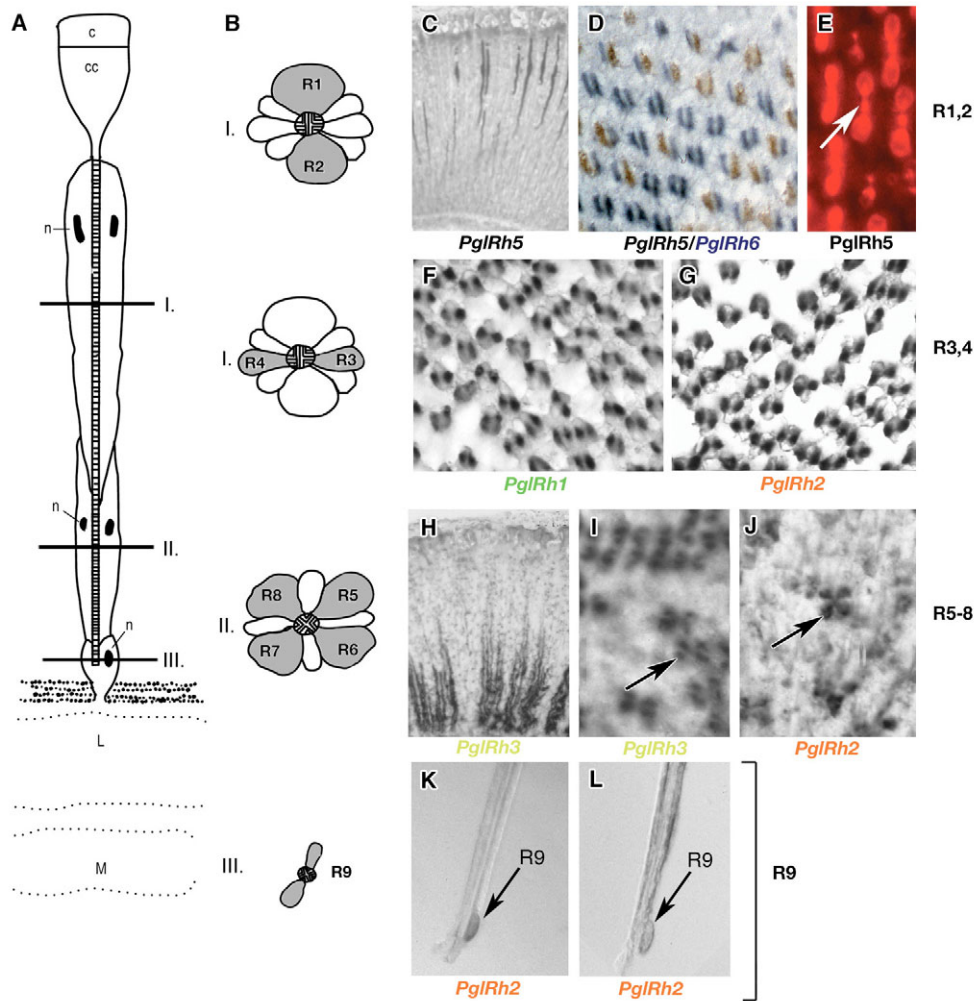 A
B
C
D
E
c
cc
n
I.
n
II.
n
III.
L
M
I.
R1
R2
I.
R4
R3
II.
R8
R5
R7
R6
III.
R9
PglRh5
PglRh5/PglRh6
PglRh5
R1,2
F
G
PglRh1
PglRh2
R3,4
H
I
J
PglRh3
PglRh3
PglRh2
R5-8
K
L
R9
R9
PglRh2
PglRh2
R9